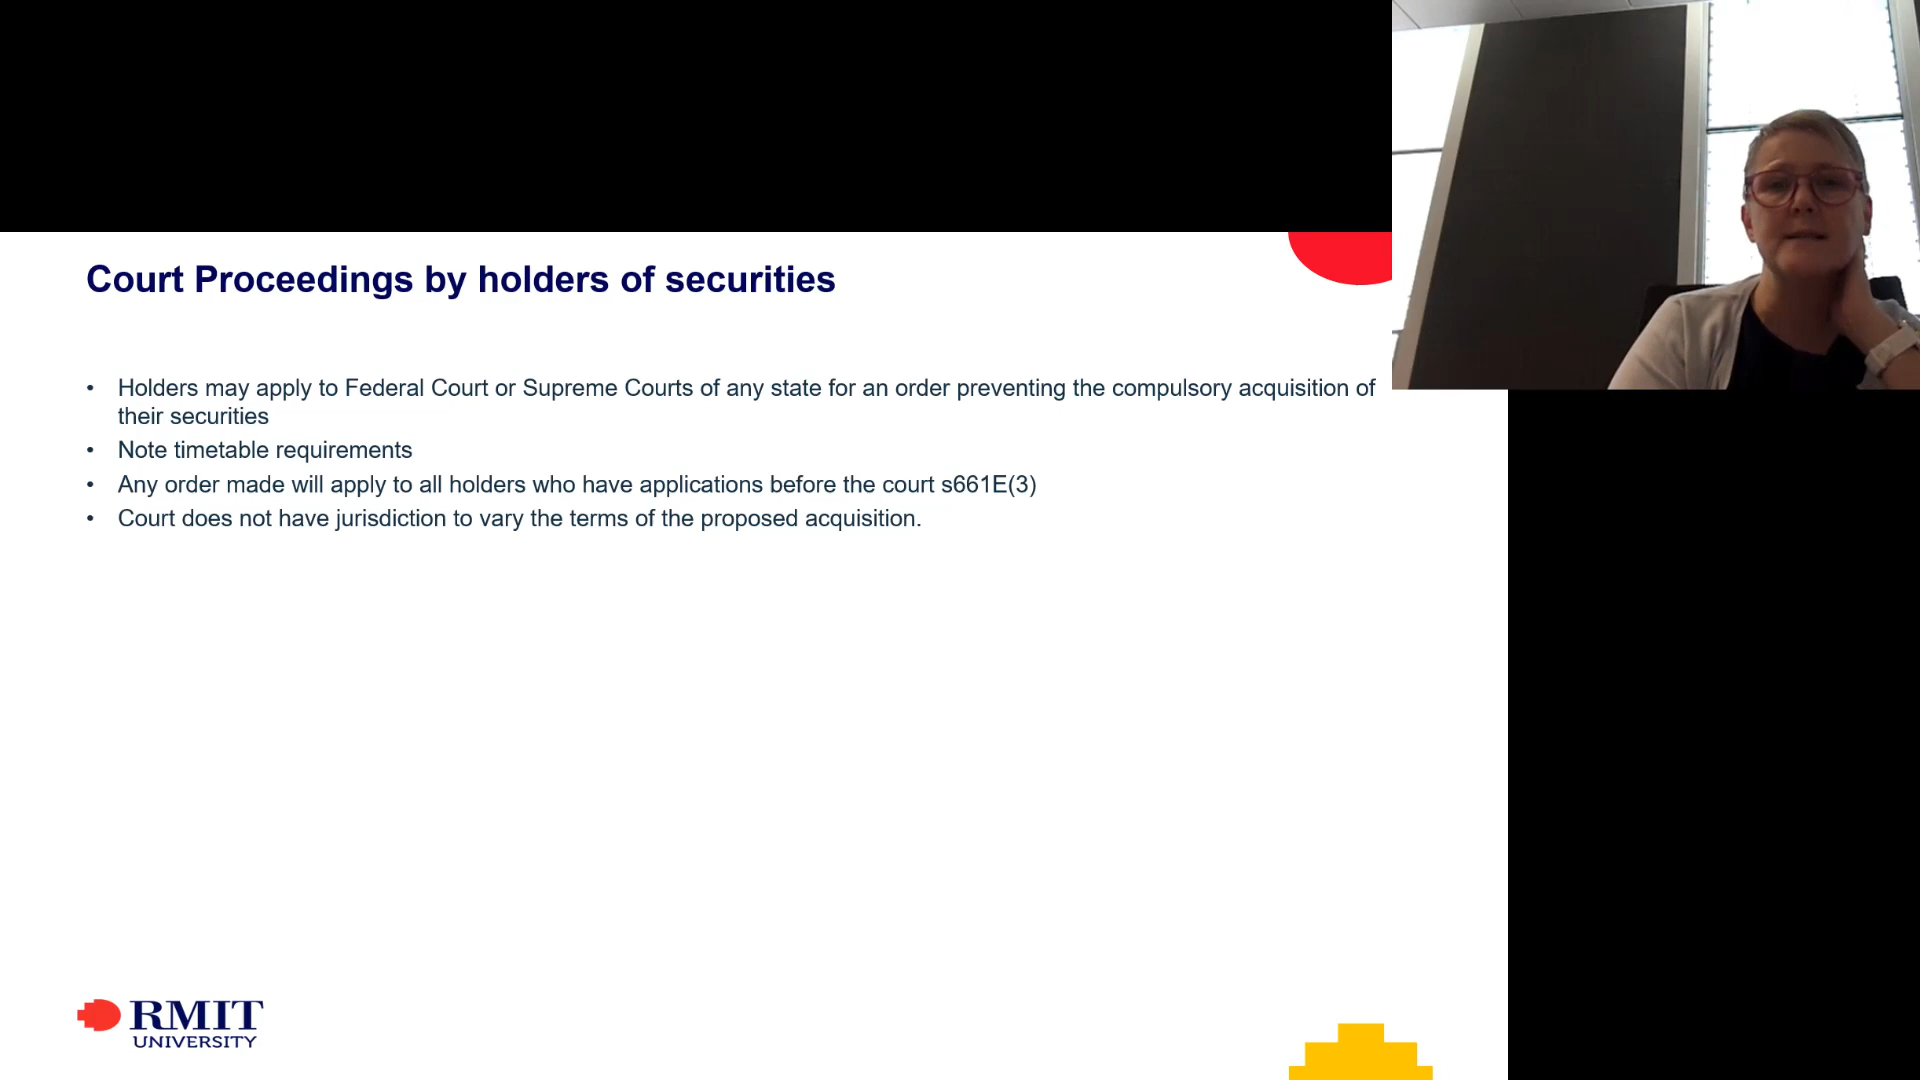 Court Proceedings by holders of securities
• Holders may apply to Federal Court or Supreme Courts of any state for an order preventing the compulsory acquisition of
their securities
• Note timetable requirements
• Any order made will apply to all holders who have applications before the court s661E(3)
• Court does not have jurisdiction to vary the terms of the proposed acquisition.
RMIT
UNIVERSITY